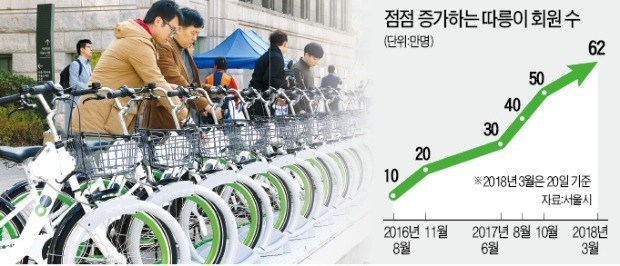 점점 증가하는 따릉이 회원 수
(단위:만명)
62
50
40
30
20
10
※2018년 3월은 20일 기준
자료:서울시
2016년 8월
11월
2017년 6월
8월
10월
2018년 3월